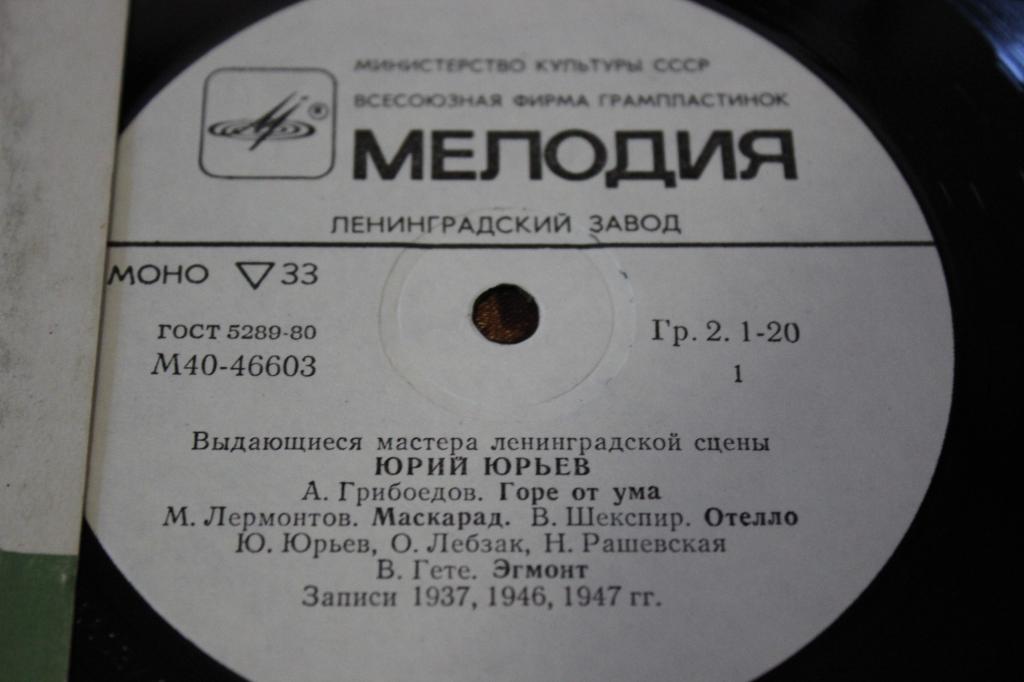 МИНИСТЕРСТВО КУЛЬТУРЫ СССР
ВСЕСОЮЗНАЯ ФИРМА ГРАМПЛАСТИНОК
МЕЛОДИЯ
ЛЕНИНГРАДСКИЙ ЗАВОД
МОНО ▽ 33
ГОСТ 5289-80
М40-46603
Гр. 2. 1-20
1
Выдающиеся мастера ленинградской сцены
ЮРИЙ ЮРЬЕВ
А. Грибоедов. Горе от ума
М. Лермонтов. Маскарад. В. Шекспир. Отелло
Ю. Юрьев, О. Лебзак, Н. Рашевская
В. Гете. Эгмонт
Записи 1937, 1946, 1947 гг.